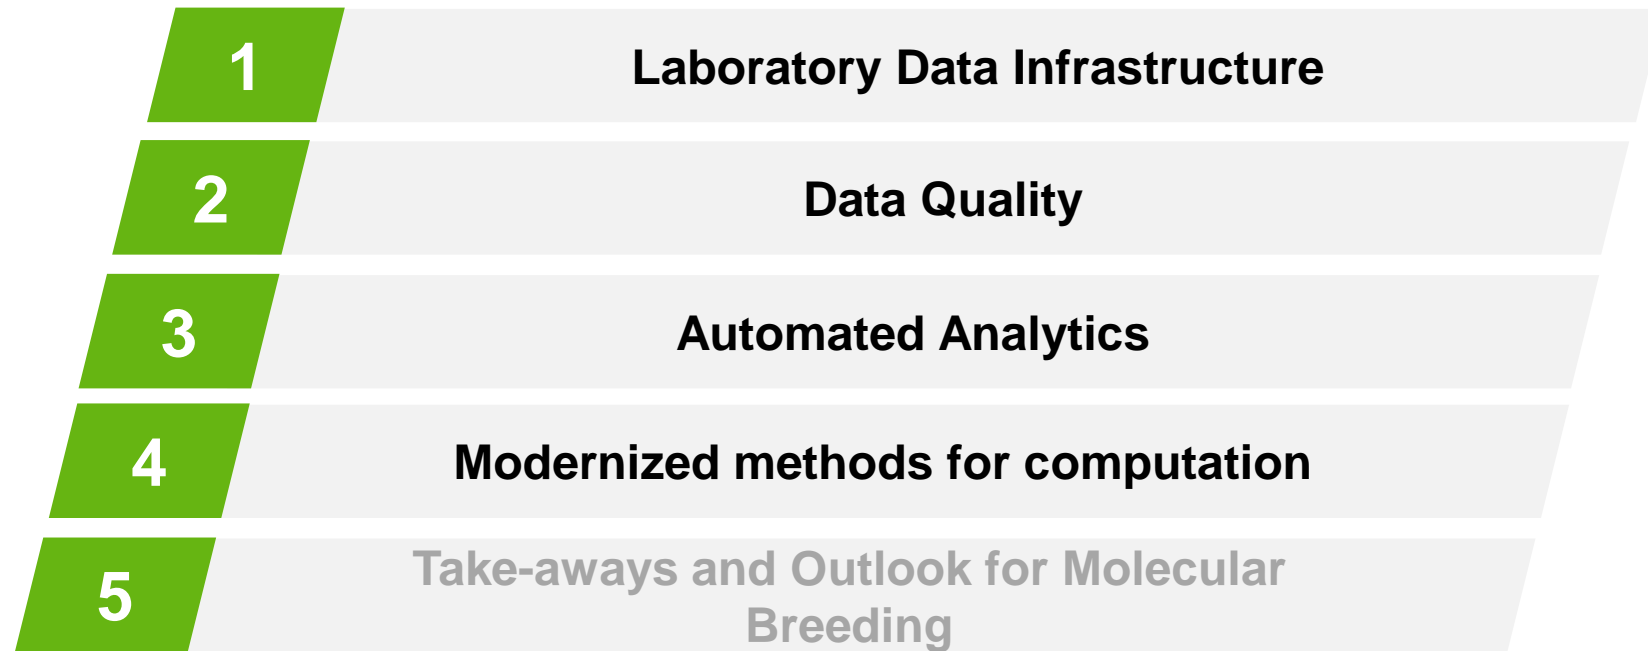 1
Laboratory Data Infrastructure
2
Data Quality
3
Automated Analytics
4
Modernized methods for computation
5
Take-aways and Outlook for Molecular
Breeding